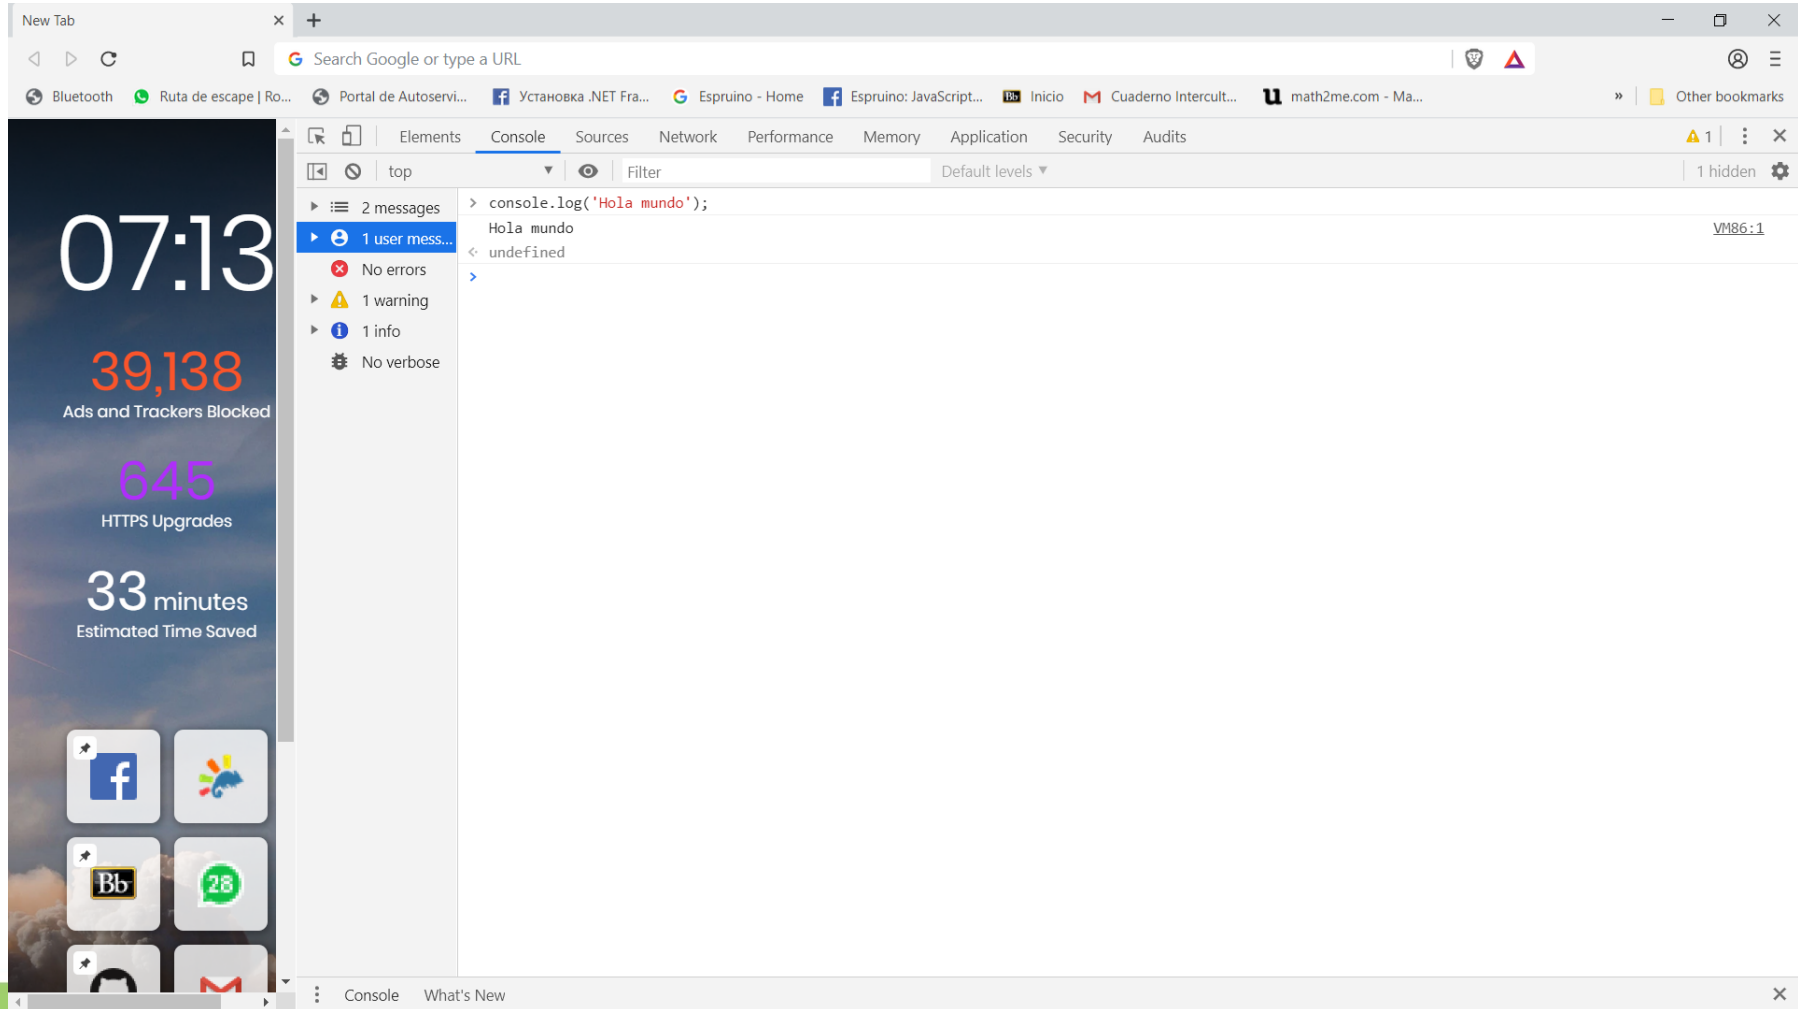 New Tab
Search Google or type a URL
Bluetooth Ruta de escape | Ro... Portal de Autoservi... Установка .NET Fra... Espruino - Home Espruino: JavaScript... Bb Inicio Cuaderno Intercult... math2me.com - Ma... » Other bookmarks
Elements Console Sources Network Performance Memory Application Security Audits 1
top Filter Default levels 1 hidden
2 messages
1 user mess...
No errors
1 warning
1 info
No verbose
> console.log('Hola mundo');
Hola mundo VM86:1
undefined
>
07:13
39,138
Ads and Trackers Blocked
645
HTTPS Upgrades
33 minutes
Estimated Time Saved
Bb
28
Console What's New